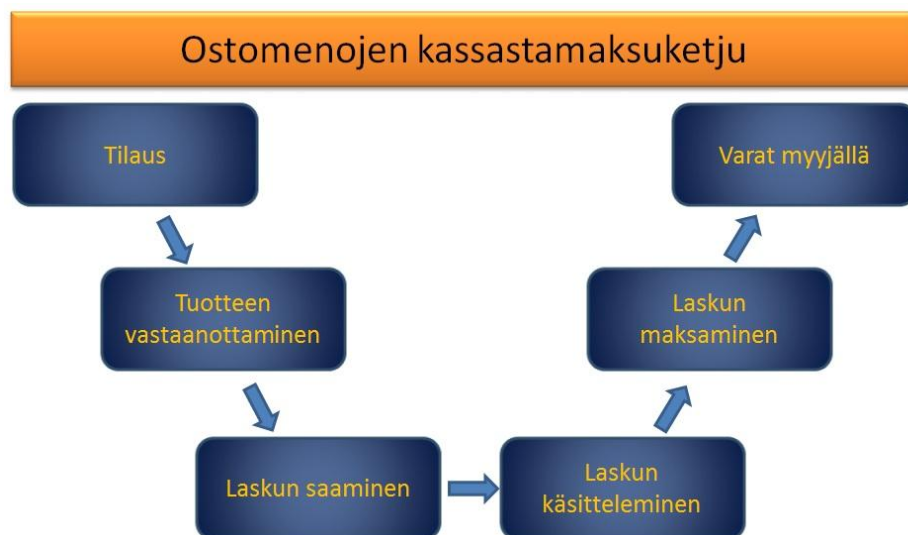 Ostomenojen kassastamaksuketju
Tilaus
Tuotteen
vastaanottaminen
Laskun saaminen
Laskun
käsitteleminen
Laskun
maksaminen
Varat myyjällä